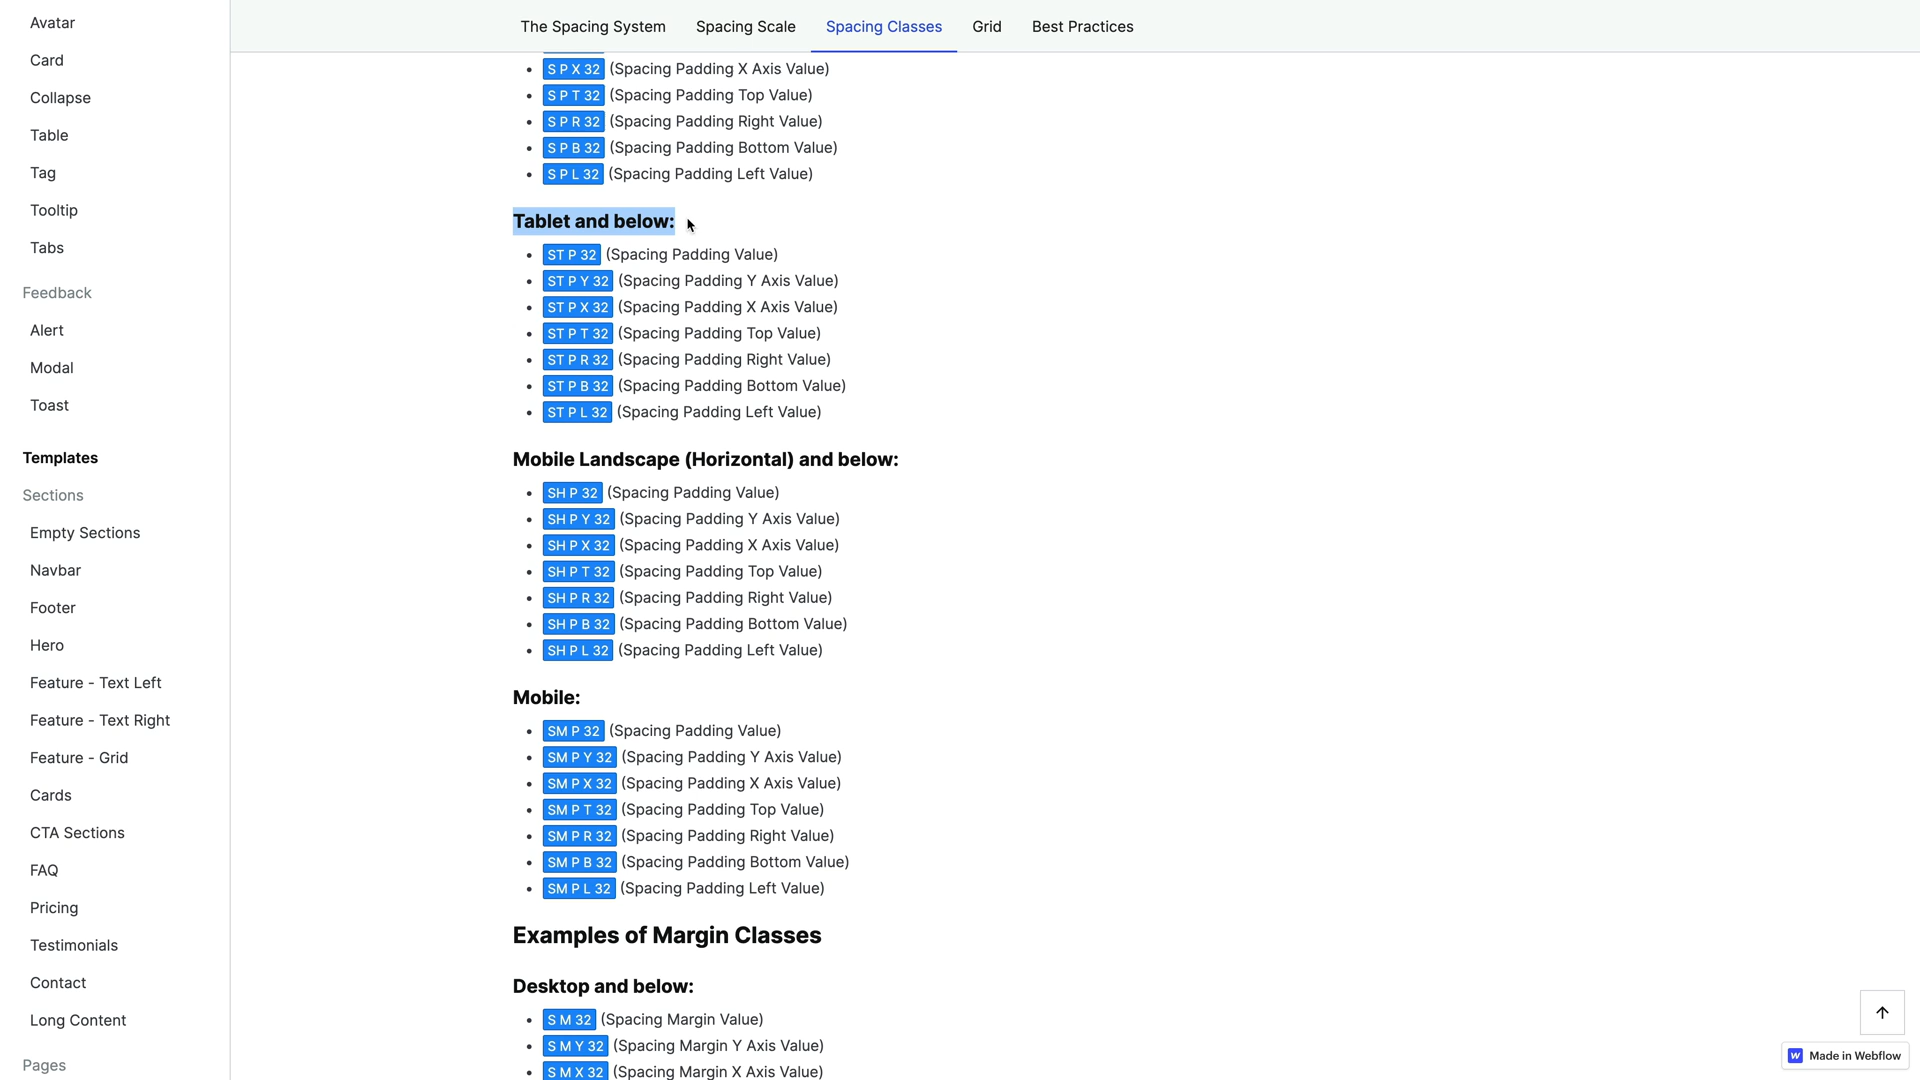 The Spacing System Spacing Scale Spacing Classes Grid Best Practices
Avatar
Card
Collapse
Table
Tag
Tooltip
Tabs
Feedback
Alert
Modal
Toast
Templates
Sections
Empty Sections
Navbar
Footer
Hero
Feature - Text Left
Feature - Text Right
Feature - Grid
Cards
CTA Sections
FAQ
Pricing
Testimonials
Contact
Long Content
Pages
S P X 32 (Spacing Padding X Axis Value)
S P T 32 (Spacing Padding Top Value)
S P R 32 (Spacing Padding Right Value)
S P B 32 (Spacing Padding Bottom Value)
S P L 32 (Spacing Padding Left Value)
Tablet and below:
ST P 32 (Spacing Padding Value)
ST P Y 32 (Spacing Padding Y Axis Value)
ST P X 32 (Spacing Padding X Axis Value)
ST P T 32 (Spacing Padding Top Value)
ST P R 32 (Spacing Padding Right Value)
ST P B 32 (Spacing Padding Bottom Value)
ST P L 32 (Spacing Padding Left Value)
Mobile Landscape (Horizontal) and below:
SH P 32 (Spacing Padding Value)
SH P Y 32 (Spacing Padding Y Axis Value)
SH P X 32 (Spacing Padding X Axis Value)
SH P T 32 (Spacing Padding Top Value)
SH P R 32 (Spacing Padding Right Value)
SH P B 32 (Spacing Padding Bottom Value)
SH P L 32 (Spacing Padding Left Value)
Mobile:
SM P 32 (Spacing Padding Value)
SM P Y 32 (Spacing Padding Y Axis Value)
SM P X 32 (Spacing Padding X Axis Value)
SM P T 32 (Spacing Padding Top Value)
SM P R 32 (Spacing Padding Right Value)
SM P B 32 (Spacing Padding Bottom Value)
SM P L 32 (Spacing Padding Left Value)
Examples of Margin Classes
Desktop and below:
S M 32 (Spacing Margin Value)
S M Y 32 (Spacing Margin Y Axis Value)
S M X 32 (Spacing Margin X Axis Value)
Made in Webflow